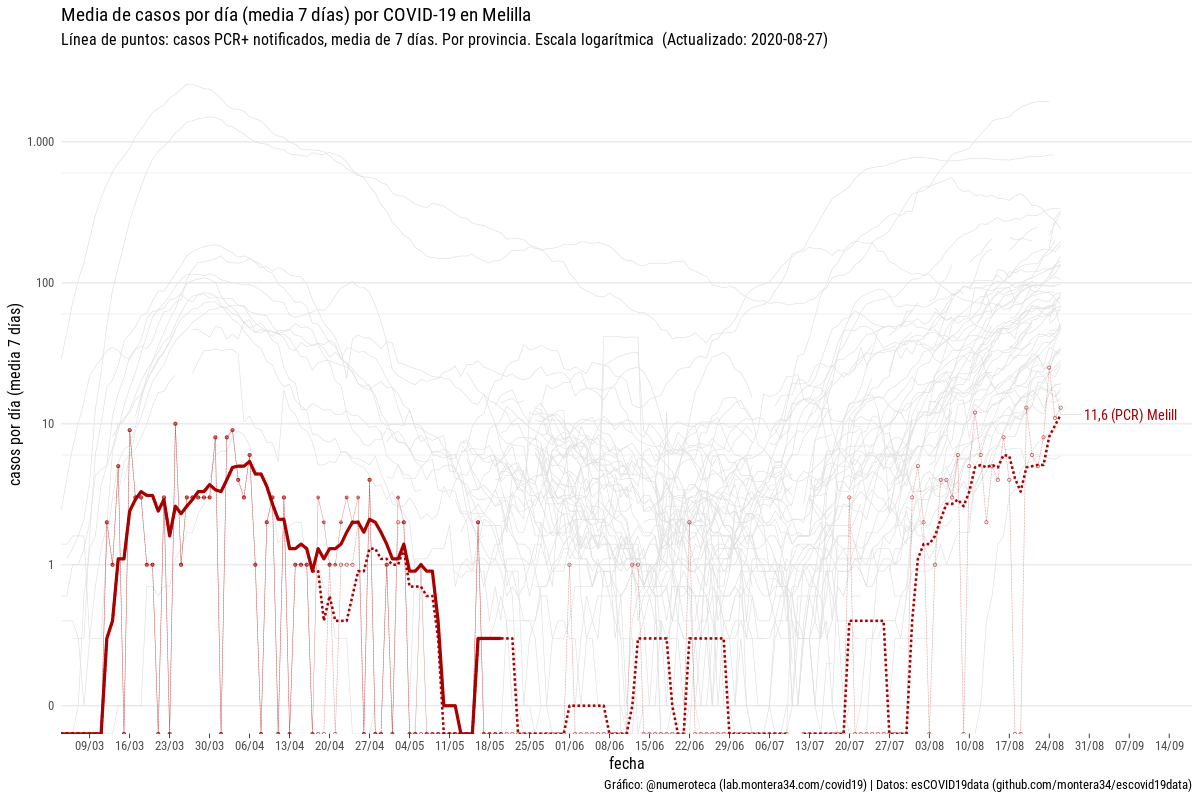 Media de casos por día (media 7 días) por COVID-19 en Melilla
Línea de puntos: casos PCR+ notificados, media de 7 días. Por provincia. Escala logarítmica (Actualizado: 2020-08-27)
casos por día (media 7 días)
1.000
100
10
1
0
11,6 (PCR) Melill
09/03 16/03 23/03 30/03 06/04 13/04 20/04 27/04 04/05 11/05 18/05 25/05 01/06 08/06 15/06 22/06 29/06 06/07 13/07 20/07 27/07 03/08 10/08 17/08 24/08 31/08 07/09 14/09
fecha
Gráfico: @numeroteca (lab.montera34.com/covid19) | Datos: esCOVID19data (github.com/montera34/escovid19data)